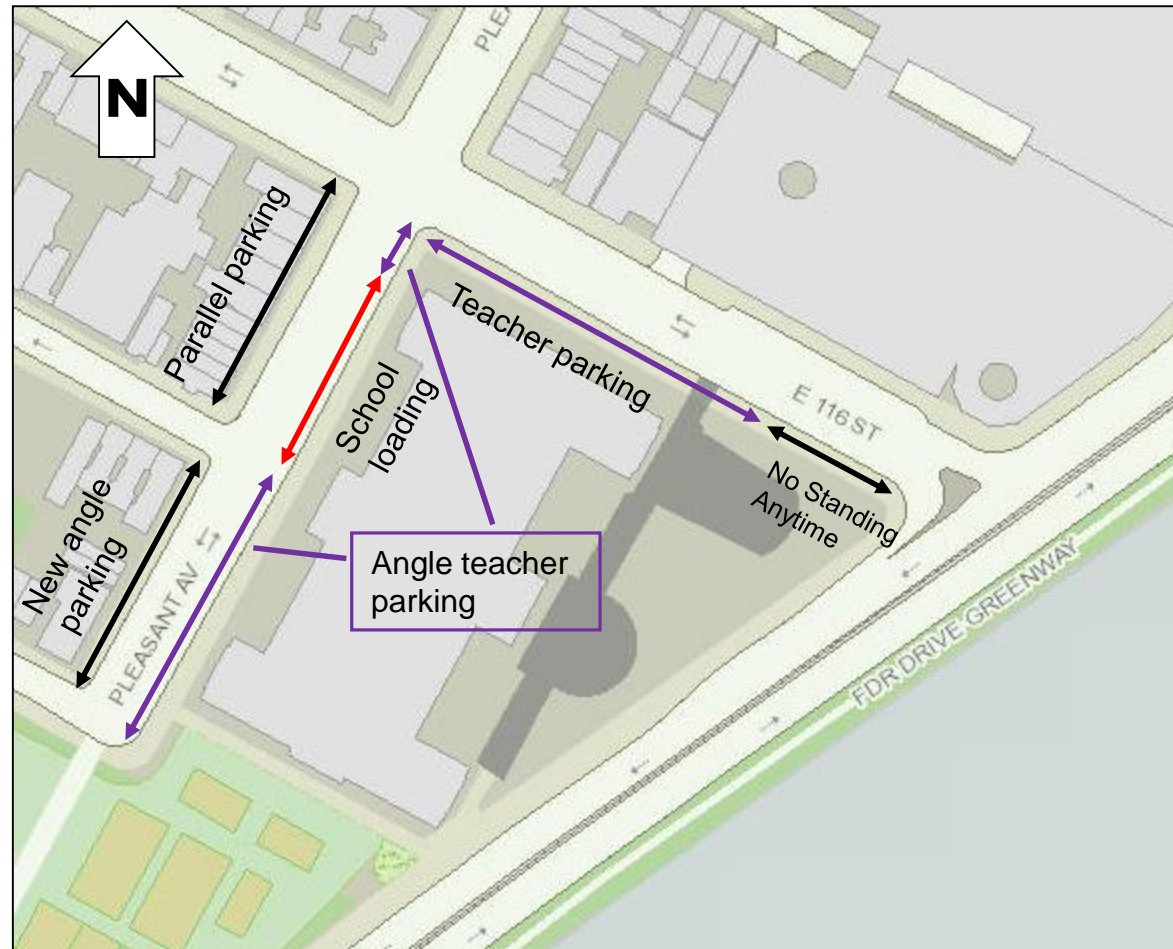 N
PLEA
Parallel parking
Teacher parking
School
loading
E 116 ST
No Standing
Anytime
New angle
parking
PLEASANT AV
Angle teacher
parking
FDR DRIVE GREENWAY